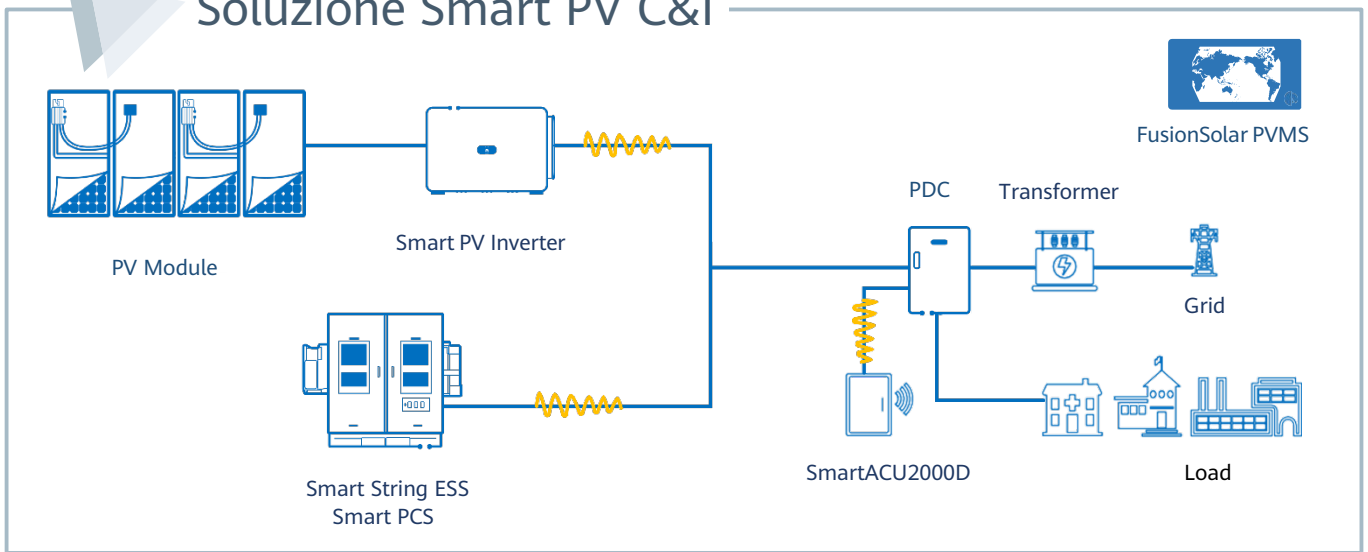 Soluzione Smart PV C&I
FusionSolar PVMS
PDC
Transformer
Smart PV Inverter
PV Module
Grid
SmartACU2000D
Load
Smart String ESS
Smart PCS